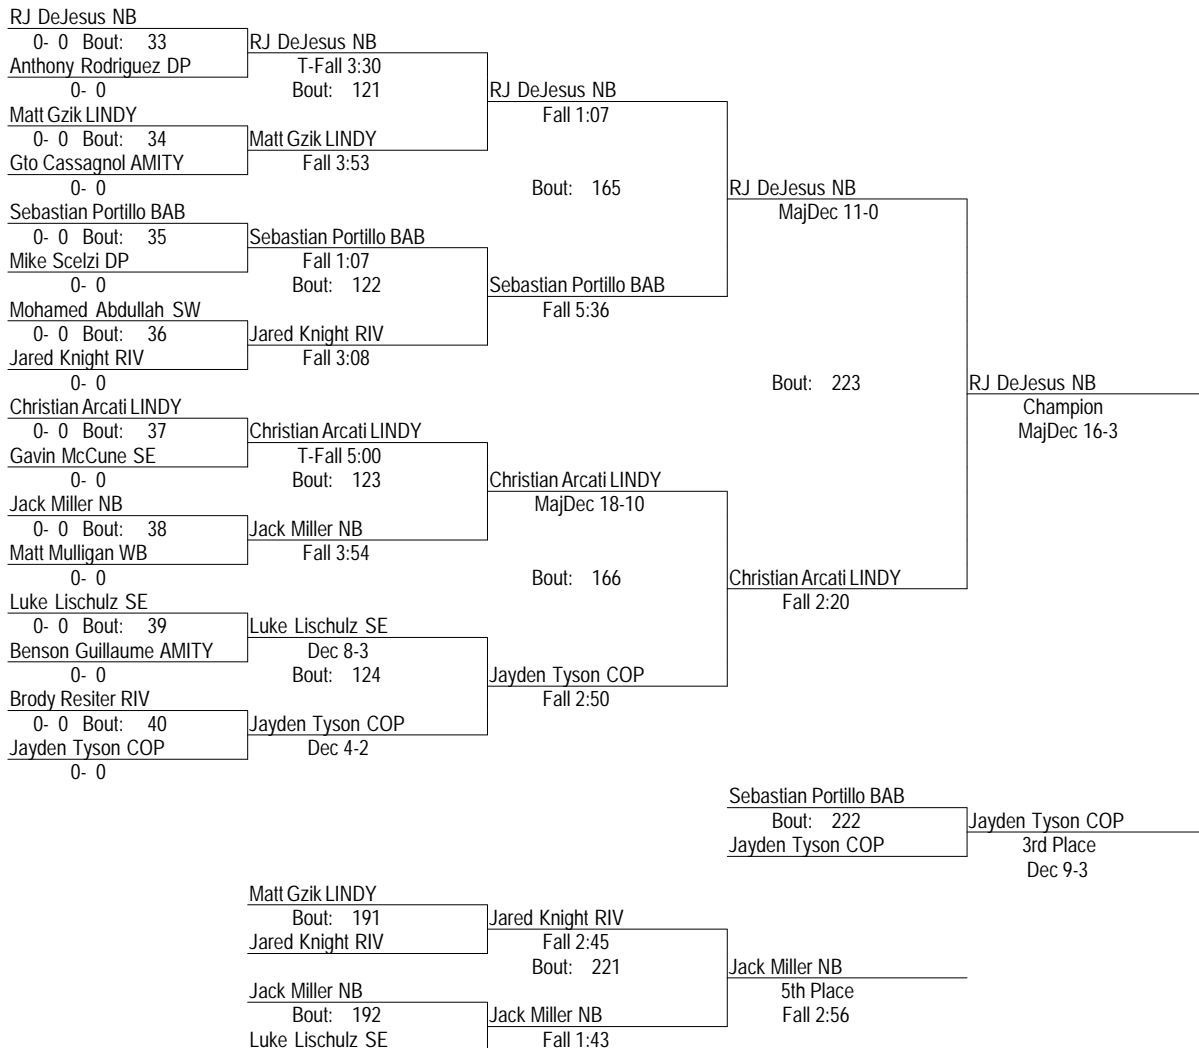 RJ DeJesus NB
0- 0 Bout: 33
RJ DeJesus NB
Anthony Rodriguez DP
T-Fall 3:30
0- 0
Bout: 121
RJ DeJesus NB
Matt Gzik LINDY
Fall 1:07
0- 0 Bout: 34
Matt Gzik LINDY
Gto Cassagnol AMITY
Fall 3:53
0- 0
Bout: 165
RJ DeJesus NB
Sebastian Portillo BAB
MajDec 11-0
0- 0 Bout: 35
Sebastian Portillo BAB
Mike Scelzi DP
Fall 1:07
0- 0
Bout: 122
Sebastian Portillo BAB
Mohamed Abdullah SW
Fall 5:36
0- 0 Bout: 36
Jared Knight RIV
Jared Knight RIV
Fall 3:08
0- 0
Bout: 223
RJ DeJesus NB
Christian Arcati LINDY
Champion
0- 0 Bout: 37
Christian Arcati LINDY
MajDec 16-3
Gavin McCune SE
T-Fall 5:00
0- 0
Bout: 123
Christian Arcati LINDY
Jack Miller NB
MajDec 18-10
0- 0 Bout: 38
Jack Miller NB
Matt Mulligan WB
Fall 3:54
0- 0
Bout: 166
Christian Arcati LINDY
Luke Lischulz SE
Fall 2:20
0- 0 Bout: 39
Luke Lischulz SE
Benson Guillaume AMITY
Dec 8-3
0- 0
Bout: 124
Jayden Tyson COP
Brody Resiter RIV
Fall 2:50
0- 0 Bout: 40
Jayden Tyson COP
Jayden Tyson COP
Dec 4-2
0- 0
Sebastian Portillo BAB
Bout: 222
Jayden Tyson COP
Jayden Tyson COP
3rd Place
Dec 9-3
Matt Gzik LINDY
Bout: 191
Jared Knight RIV
Jared Knight RIV
Fall 2:45
Bout: 221
Jack Miller NB
Jack Miller NB
5th Place
Bout: 192
Jack Miller NB
Fall 2:56
Luke Lischulz SE
Fall 1:43